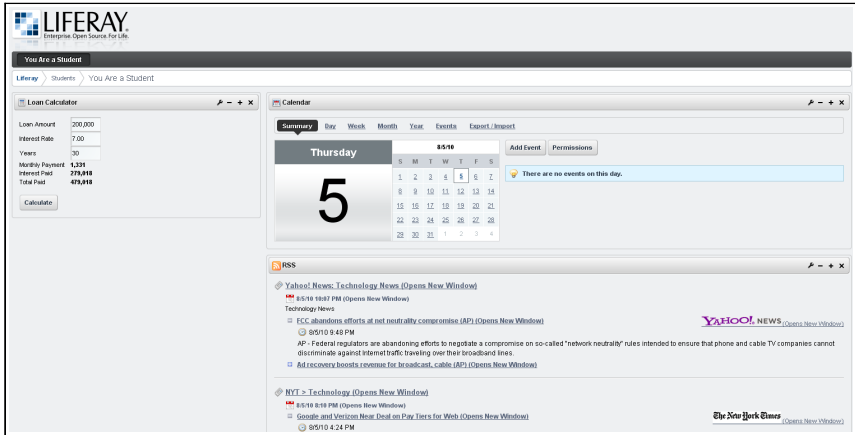 LIFERAY.
Enterprise. Open Source. For Life.
You Are a Student
Liferay Students You Are a Student
Loan Calculator
Loan Amount 200,000
Interest Rate 7.00
Years 30
Monthly Payment 1,331
Interest Paid 279,018
Total Paid 479,018
Calculate
Calendar
Summary Day Week Month Year Events Export / Import
Thursday
5
8/5/10
S M T W T F S
1 2 3 4 5 6 7
8 9 10 11 12 13 14
15 16 17 18 19 20 21
22 23 24 25 26 27 28
29 30 31 1 2 3 4
Add Event Permissions
There are no events on this day.
RSS
Yahoo! News: Technology News (Opens New Window)
8/5/10 10:07 PM (Opens New Window)
Technology News
FCC abandons efforts at net neutrality compromise (AP) (Opens New Window)
YAHOO! NEWS (Opens New Window)
8/5/10 9:48 PM
AP - Federal regulators are abandoning efforts to negotiate a compromise on so-called "network neutrality" rules intended to ensure that phone and cable TV companies cannot
discriminate against Internet traffic traveling over their broadband lines.
Ad recovery boosts revenue for broadcast, cable (AP) (Opens New Window)
NYT > Technology (Opens New Window)
8/5/10 8:18 PM (Opens New Window)
Google and Verizon Near Deal on Pay Tiers for Web (Opens New Window)
The New York Times (Opens New Window)
8/5/10 4:24 PM